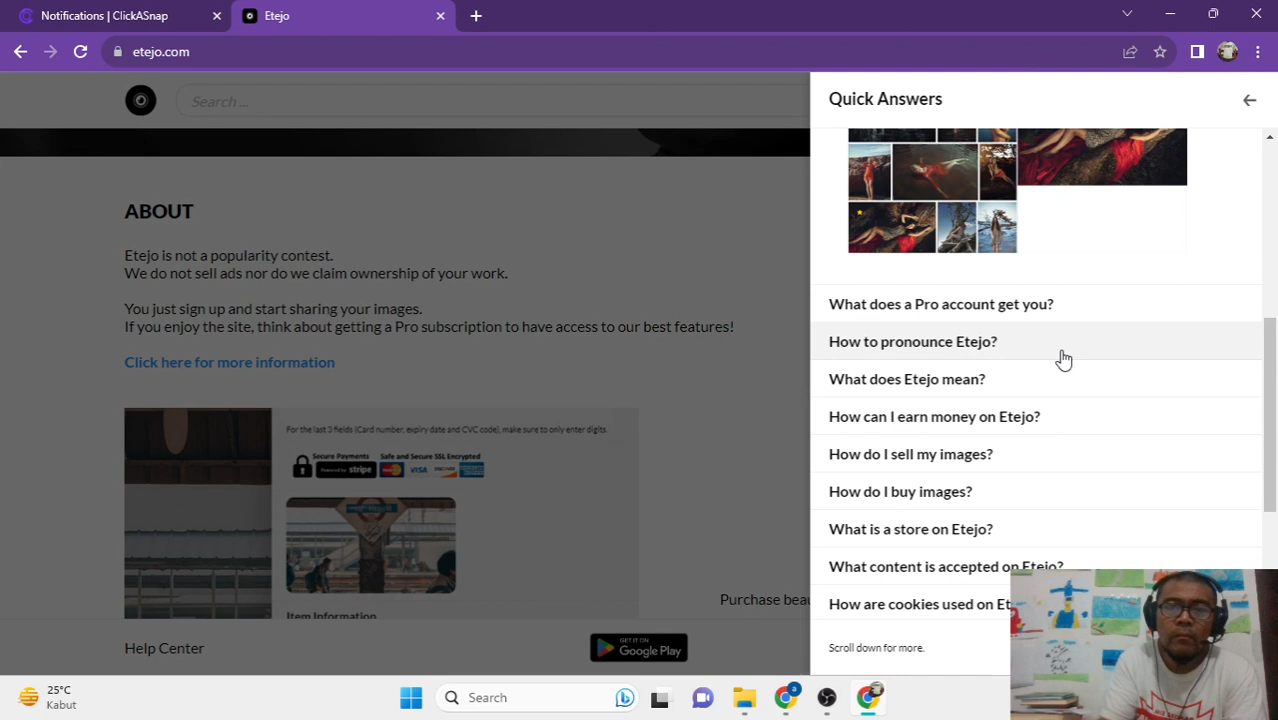 Notifications | ClickASnap
Etejo
etejo.com
Search ...
Quick Answers
ABOUT
Etejo is not a popularity contest.
We do not sell ads nor do we claim ownership of your work.
You just sign up and start sharing your images.
If you enjoy the site, think about getting a Pro subscription to have access to our best features!
Click here for more information
For the last 3 fields (Card number, expiry date and CVC code), make sure to only enter digits.
Secure Payments Safe and Secure SSL Encrypted
Powered by stripe VISA
Item Information
Purchase beau
Help Center
GET IT ON
Google Play
What does a Pro account get you?
How to pronounce Etejo?
What does Etejo mean?
How can I earn money on Etejo?
How do I sell my images?
How do I buy images?
What is a store on Etejo?
What content is accepted on Etejo?
How are cookies used on Et
Scroll down for more.
25°C
Kabut
Search